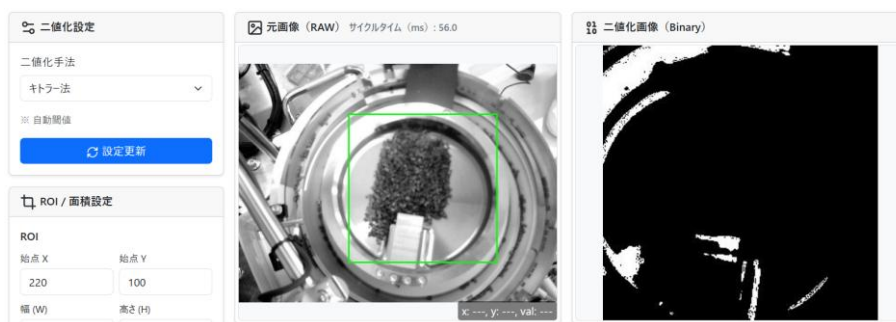 二値化設定
二値化手法
キトラー法
※ 自動閾値
設定更新
ROI / 面積設定
ROI
始点 X 始点 Y
220 100
幅 (W) 高さ (H)
元画像（RAW） サイクルタイム（ms）: 56.0
x: ---, y: ---, val: ---
二値化画像（Binary）